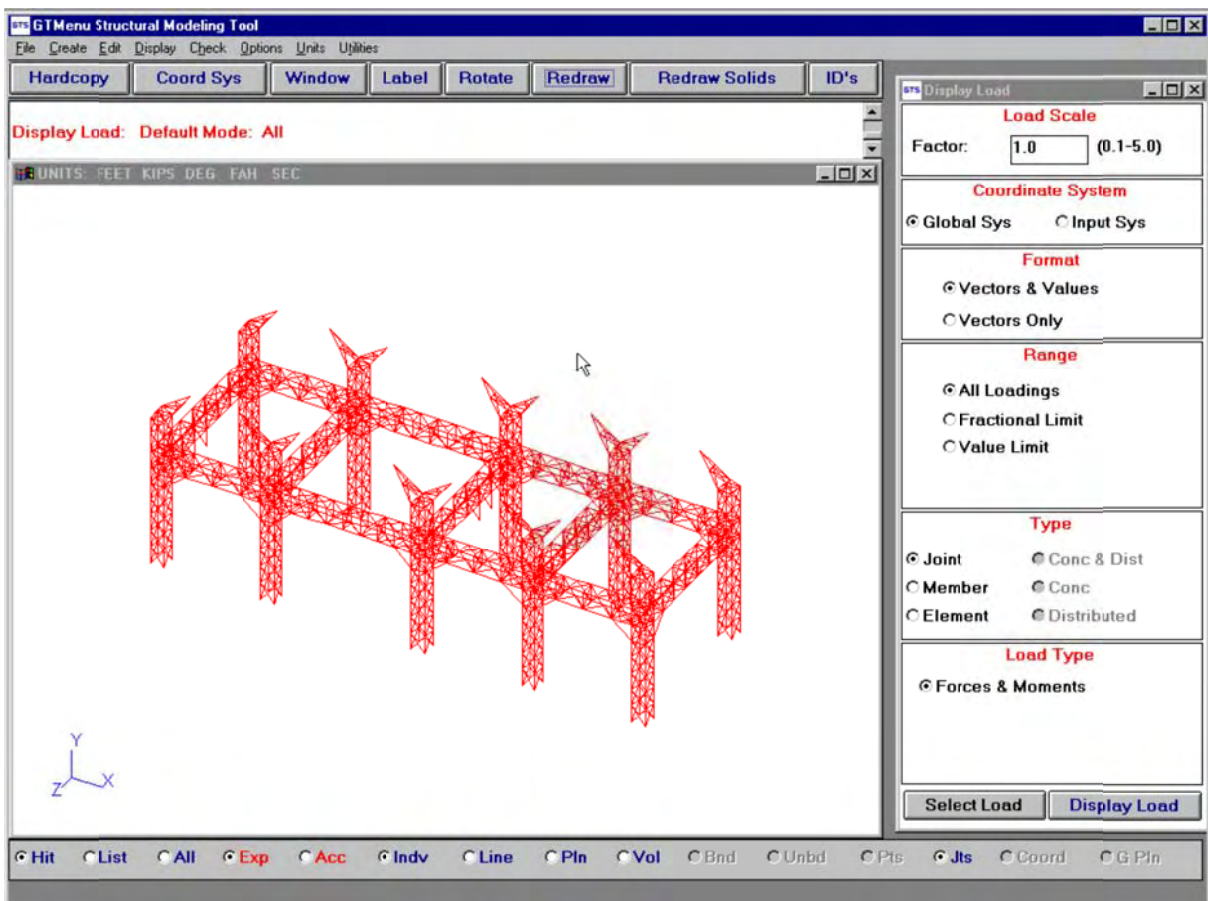 GTS GTMenu Structural Modeling Tool
File Create Edit Display Check Options Units Utilities
Hardcopy Coord Sys Window Label Rotate Redraw Redraw Solids ID's
Display Load: Default Mode: All
UNITS: FEET KIPS DEG FAH SEC
Y
Z X
GTS Display Load
Load Scale
Factor: 1.0 (0.1-5.0)
Coordinate System
Global Sys Input Sys
Format
Vectors & Values
Vectors Only
Range
All Loadings
Fractional Limit
Value Limit
Type
Joint Conc & Dist
Member Conc
Element Distributed
Load Type
Forces & Moments
Select Load Display Load
Hit List All Exp Acc Indv Line Pln Vol Bnd Unbd Pts Jts Coord G Pln